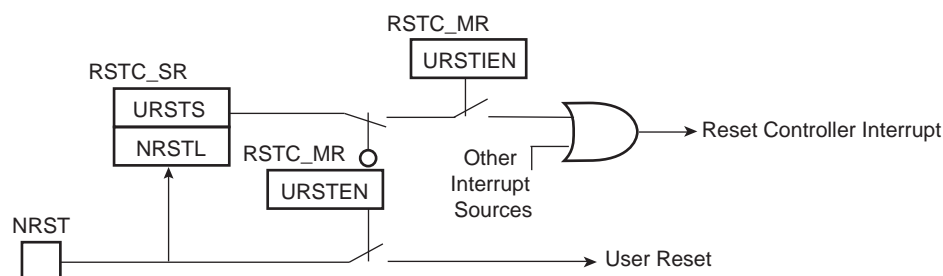 RSTC_MR
URSTIEN
RSTC_SR
URSTS
NRSTL
RSTC_MR
URSTEN
Other
Interrupt
Sources
Reset Controller Interrupt
NRST
User Reset